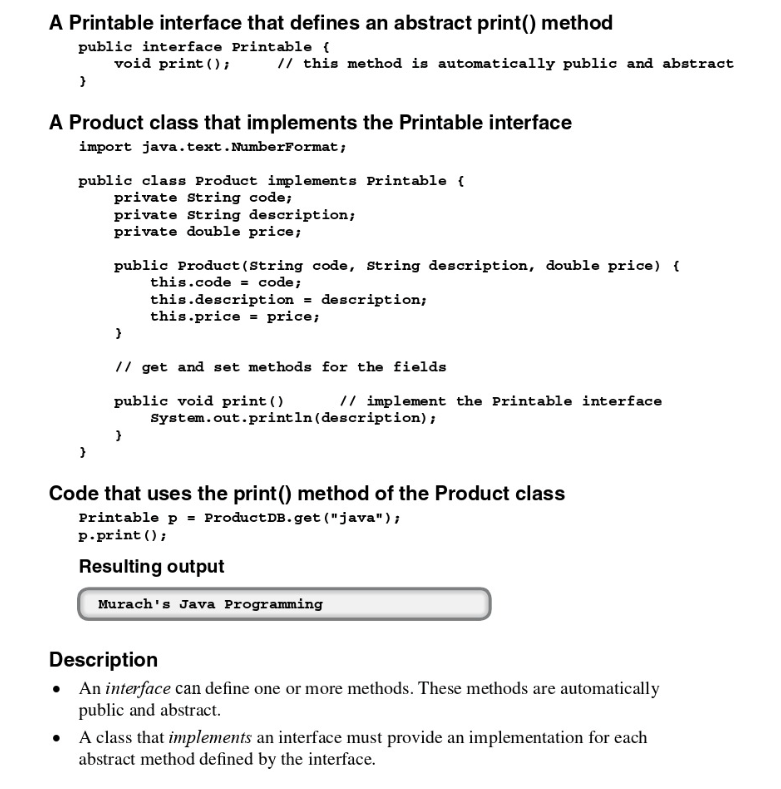 A Printable interface that defines an abstract print() method
public interface Printable {
    void print();     // this method is automatically public and abstract
}
A Product class that implements the Printable interface
import java.text.NumberFormat;
public class Product implements Printable {
    private String code;
    private String description;
    private double price;
    public Product(String code, String description, double price) {
        this.code = code;
        this.description = description;
        this.price = price;
    }
    // get and set methods for the fields
    public void print()      // implement the Printable interface
        System.out.println(description);
    }
}
Code that uses the print() method of the Product class
Printable p = ProductDB.get("java");
p.print();
Resulting output
Murach's Java Programming
Description
• An interface can define one or more methods. These methods are automatically
public and abstract.
• A class that implements an interface must provide an implementation for each
abstract method defined by the interface.